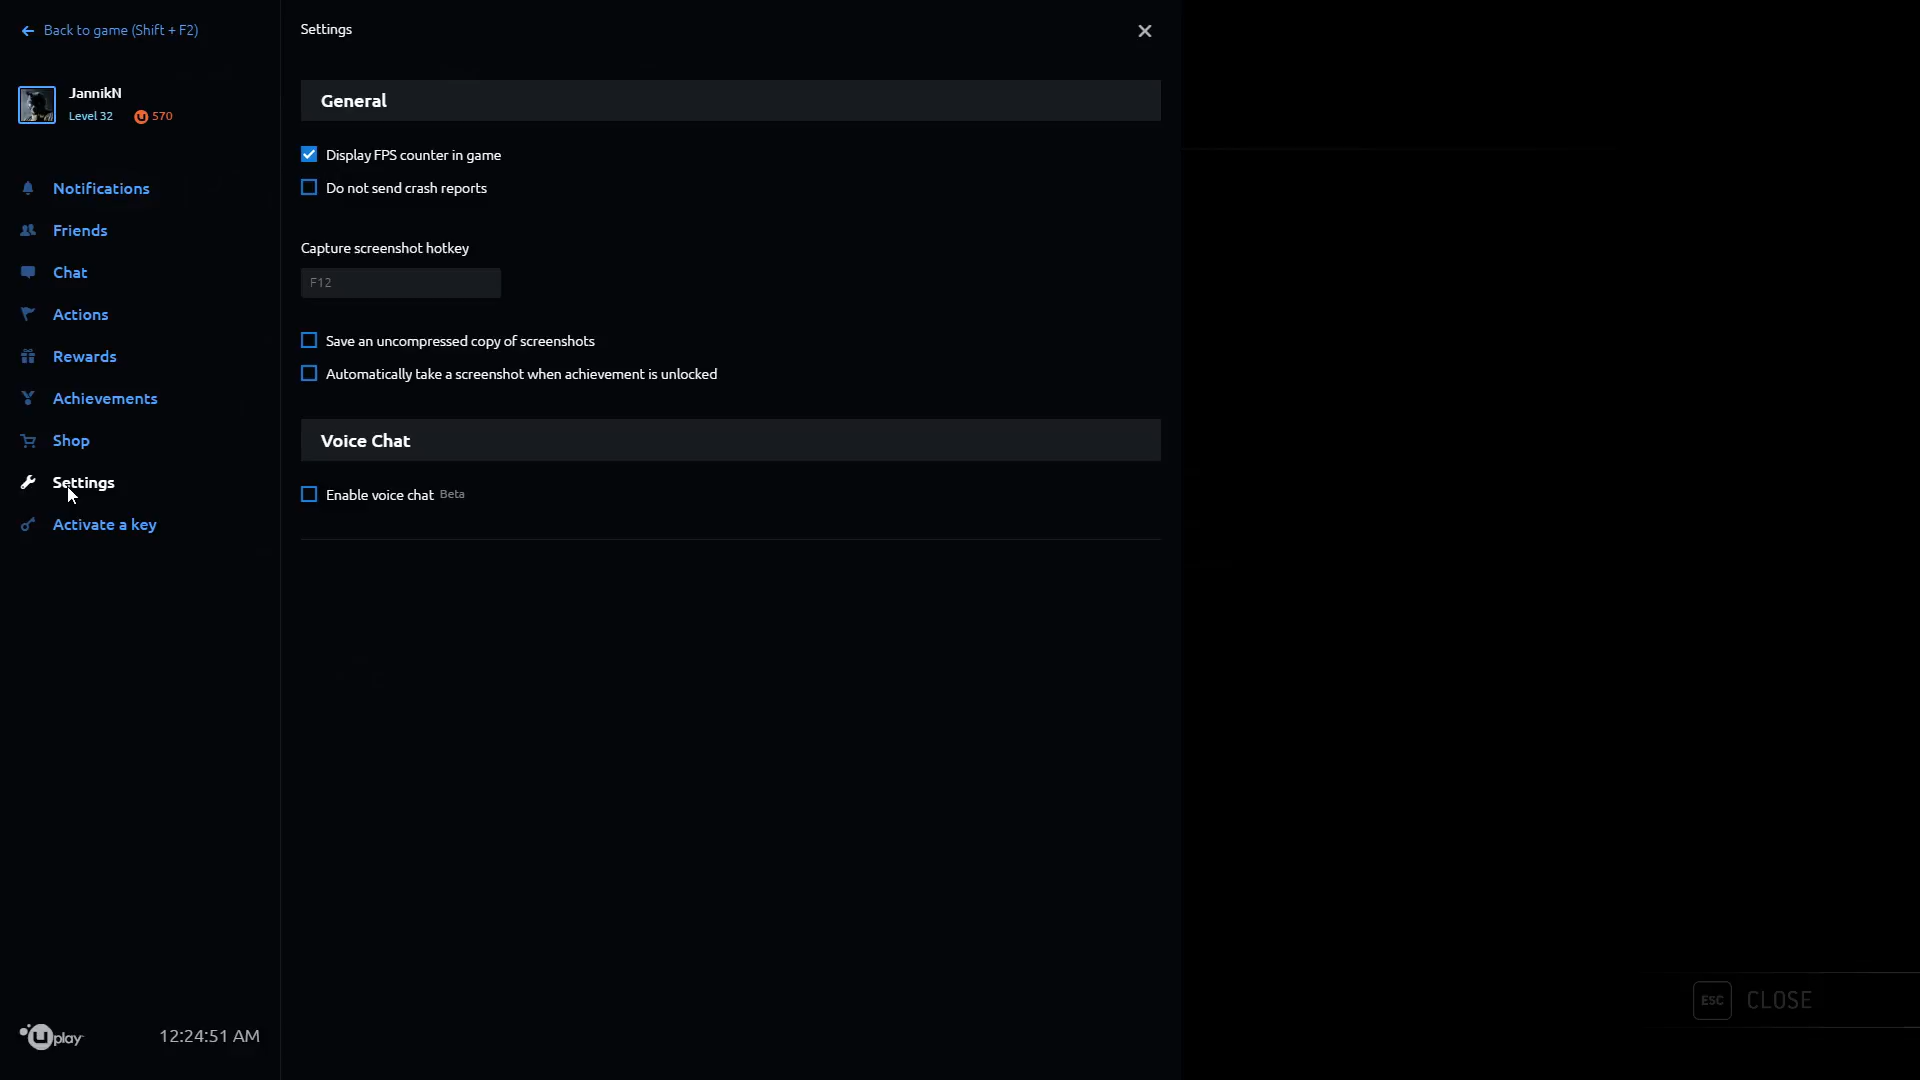 Back to game (Shift + F2)
JannikN
Level 32 570
Notifications
Friends
Chat
Actions
Rewards
Achievements
Shop
Settings
Activate a key
uplay 12:24:51 AM
Settings
General
Display FPS counter in game
Do not send crash reports
Capture screenshot hotkey
F12
Save an uncompressed copy of screenshots
Automatically take a screenshot when achievement is unlocked
Voice Chat
Enable voice chat Beta
ESC CLOSE